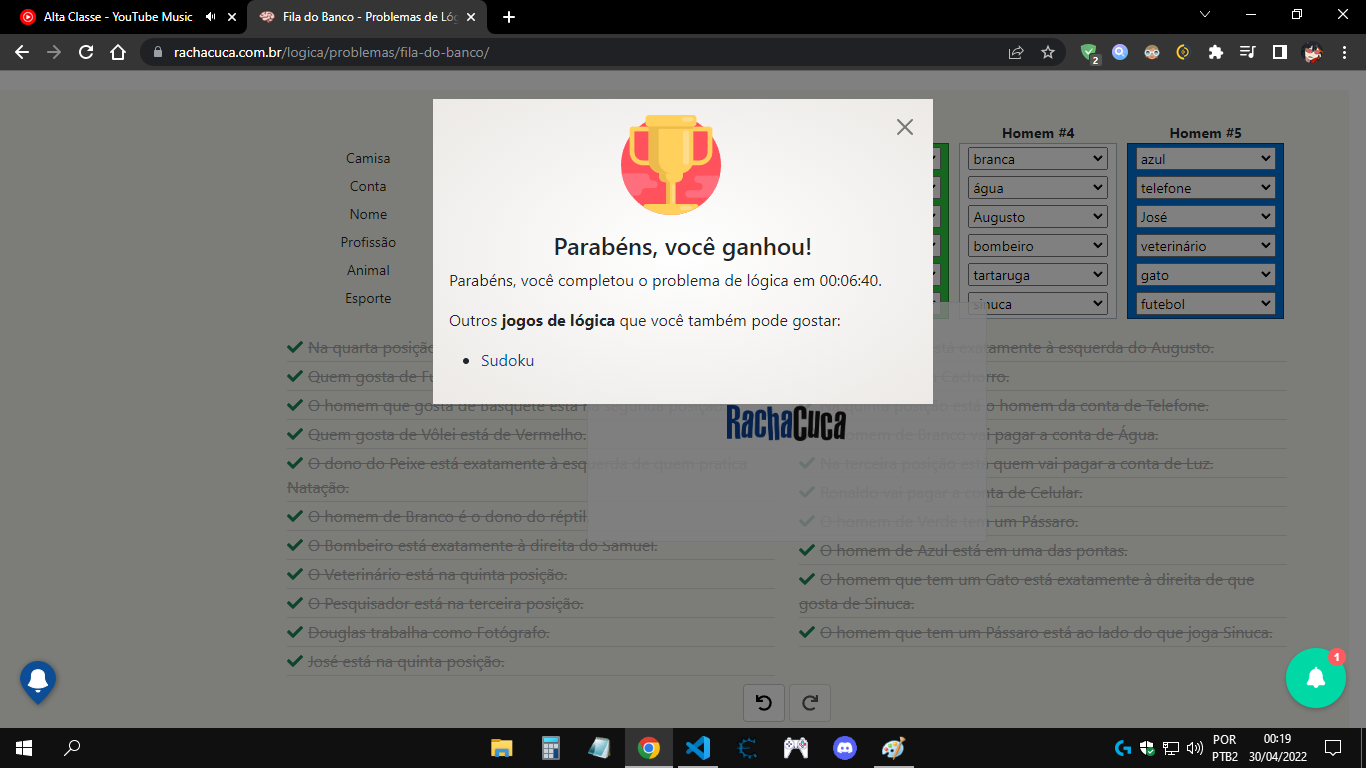 Alta Classe - YouTube Music
Fila do Banco - Problemas de Lóg
rachacuca.com.br/logica/problemas/fila-do-banco/
2
Homem #4
Homem #5
Camisa
branca
azul
Conta
água
telefone
Nome
Augusto
José
Profissão
bombeiro
veterinário
Animal
tartaruga
gato
Esporte
sinuca
futebol
Parabéns, você ganhou!
Parabéns, você completou o problema de lógica em 00:06:40.
Outros jogos de lógica que você também pode gostar:
Sudoku
Na quarta posição
Quem gosta de Fu
O homem que gosta de Basquete está na segunda posição.
Quem gosta de Vôlei está de Vermelho.
O dono do Peixe está exatamente à esquerda de quem pratica
Natação.
O homem de Branco é o dono do réptil
O Bombeiro está exatamente à direita do Samuel.
O Veterinário está na quinta posição.
O Pesquisador está na terceira posição.
Douglas trabalha como Fotógrafo.
José está na quinta posição.
está exatamente à esquerda do Augusto.
Cachorro.
posição está o homem da conta de Telefone.
homem de Branco vai pagar a conta de Água.
Na terceira posição está quem vai pagar a conta de Luz.
Ronaldo vai pagar a conta de Celular.
O homem de Verde tem um Pássaro.
O homem de Azul está em uma das pontas.
O homem que tem um Gato está exatamente à direita de que
gosta de Sinuca.
O homem que tem um Pássaro está ao lado do que joga Sinuca.
RachaCuca
1
POR
PTB2
00:19
30/04/2022